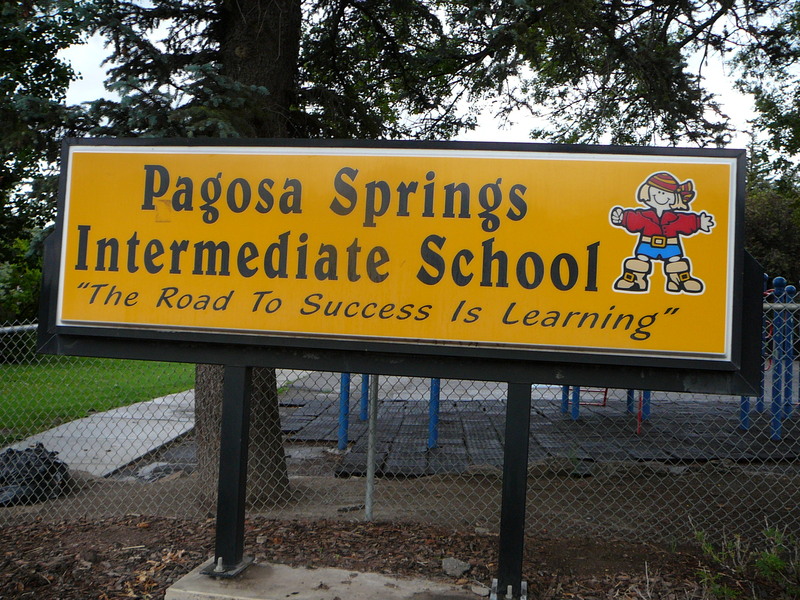 Pagosa Springs
Intermediate School
"The Road To Success Is Learning"